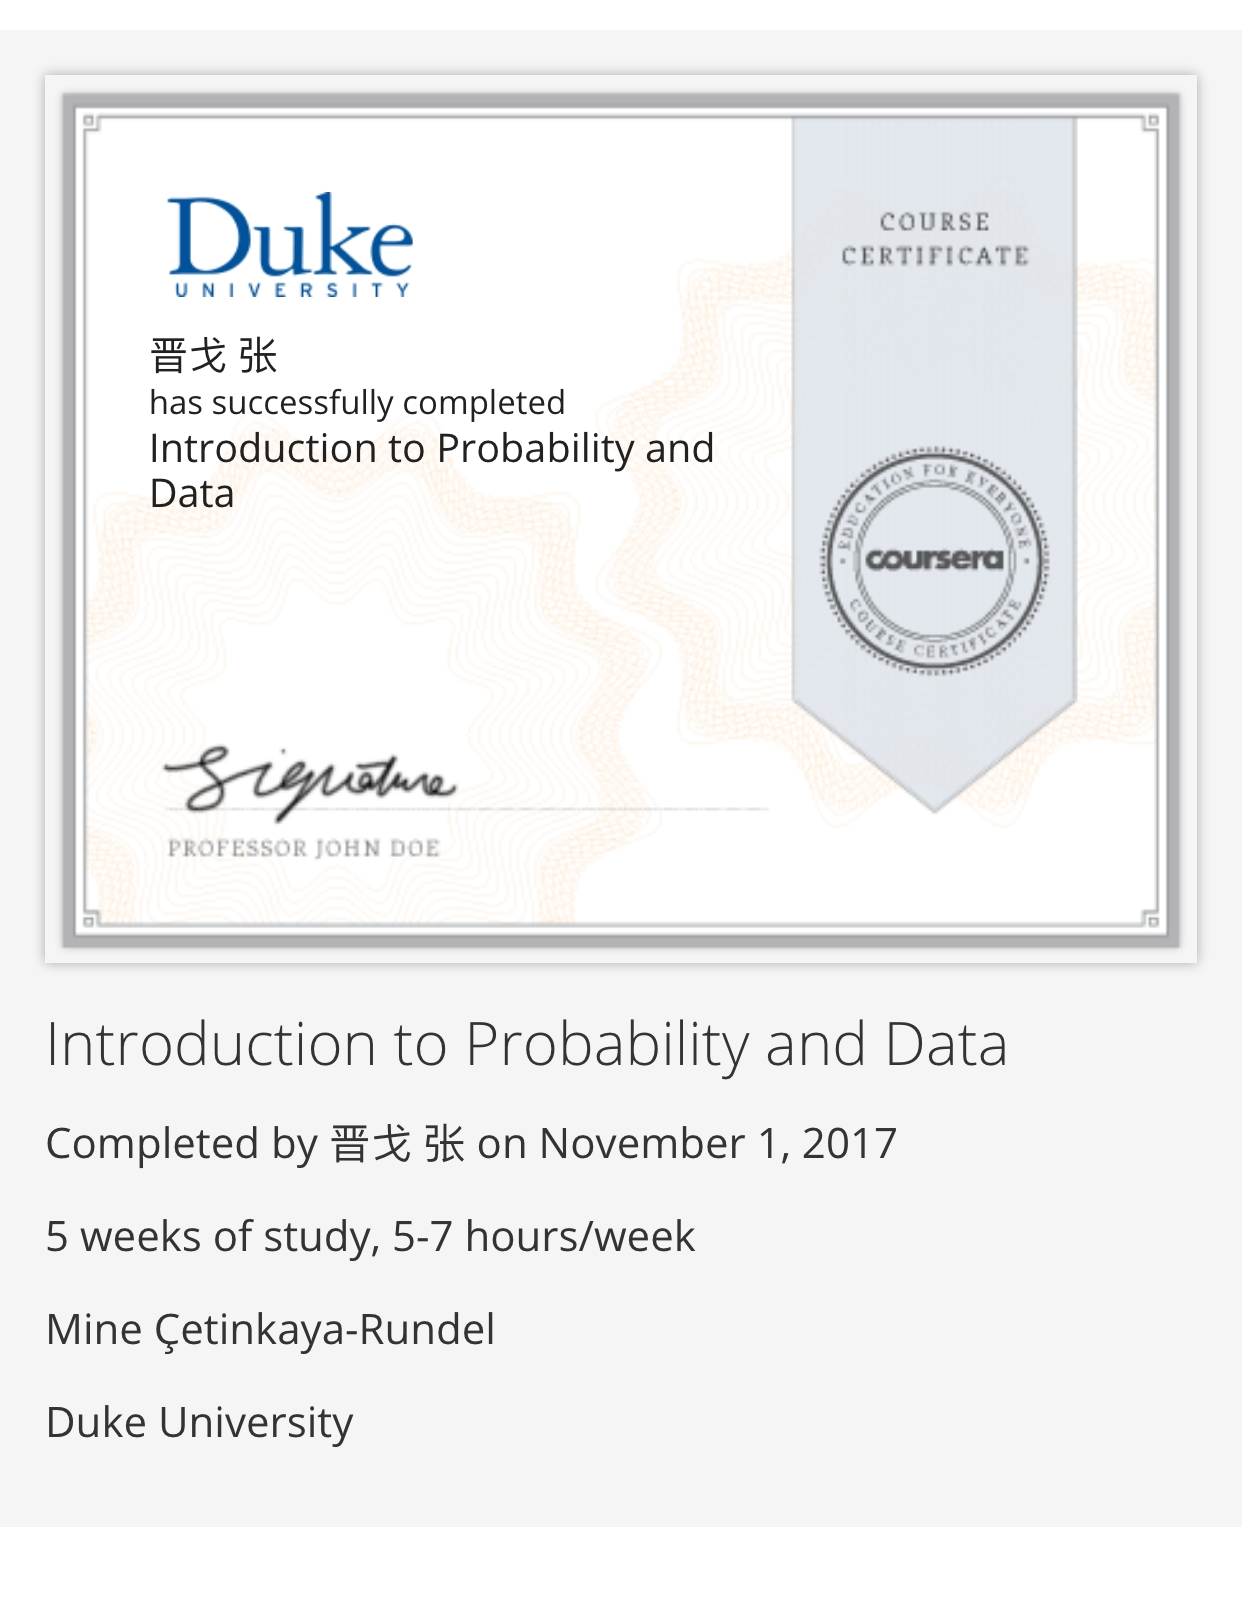 Duke
UNIVERSITY
COURSE
CERTIFICATE
晋戈 张
has successfully completed
Introduction to Probability and
Data
EDUCATION FOR EVERYONE
coursera
COURSE CERTIFICATE
Signature
PROFESSOR JOHN DOE
Introduction to Probability and Data
Completed by 晋戈 张 on November 1, 2017
5 weeks of study, 5-7 hours/week
Mine Çetinkaya-Rundel
Duke University